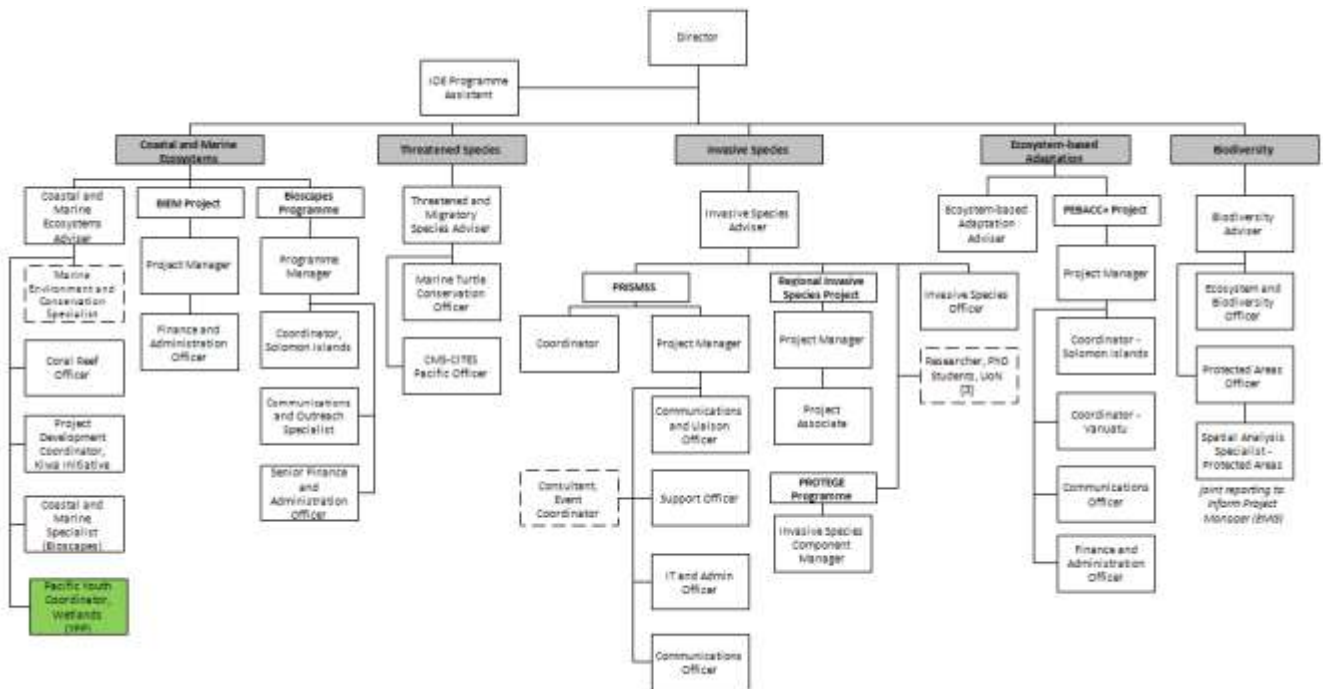 Director
IOE Programme
Assistant
Coastal and Marine
Ecosystems
Threatened Species
Invasive Species
Ecosystem-based
Adaptation
Biodiversity
Coastal and
Marine
Ecosystems
Adviser
BIEM Project
Bioscapes
Programme
Threatened and
Migratory
Species Adviser
Invasive Species
Adviser
Ecosystem-based
Adaptation
Adviser
PEBACC+ Project
Biodiversity
Adviser
Marine
Environment and
Conservation
Specialist
Project Manager
Programme
Manager
Marine Turtle
Conservation
Officer
PRISMSS
Regional Invasive
Species Project
Invasive Species
Officer
Project Manager
Ecosystem and
Biodiversity
Officer
Coral Reef
Officer
Finance and
Administration
Officer
Coordinator,
Solomon Islands
CMS-CITES
Pacific Officer
Coordinator
Project Manager
Project Manager
Researcher, PhD
Students, UoN
(3)
Coordinator -
Solomon Islands
Protected Areas
Officer
Project
Development
Coordinator,
Kiwa Initiative
Communications
and Outreach
Specialist
Communications
and Liaison
Officer
Project
Associate
Coordinator -
Vanuatu
Spatial Analysis
Specialist -
Protected Areas
Joint reporting to
Inform Project
Manager (EMG)
Coastal and
Marine
Specialist
(Bioscapes)
Senior Finance
and
Administration
Officer
Consultant,
Event
Coordinator
Support Officer
PROTEGE
Programme
Invasive Species
Component
Manager
Communications
Officer
Pacific Youth
Coordinator,
Wetlands
IT and Admin
Officer
Finance and
Administration
Officer
Communications
Officer